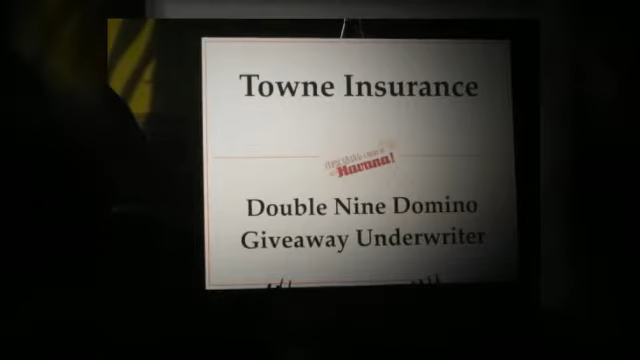 Towne Insurance
Havana!
Double Nine Domino
Giveaway Underwriter